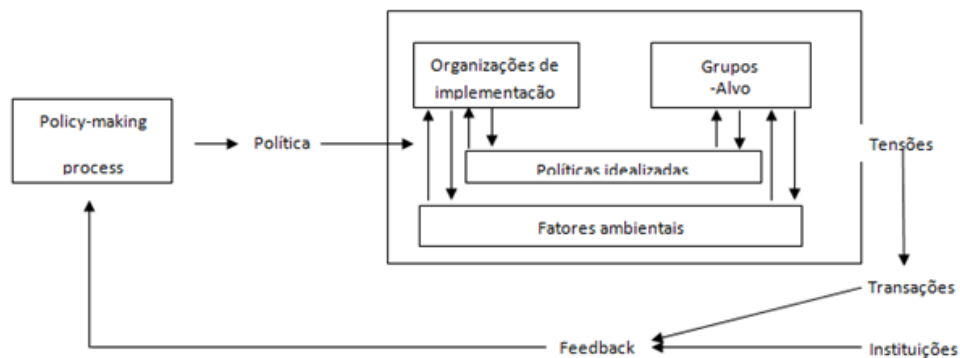 Organizações de
implementação
Grupos
-Alvo
Policy-making
process
Política
Tensões
Políticas idealizadas
Fatores ambientais
Transações
Feedback
Instituições